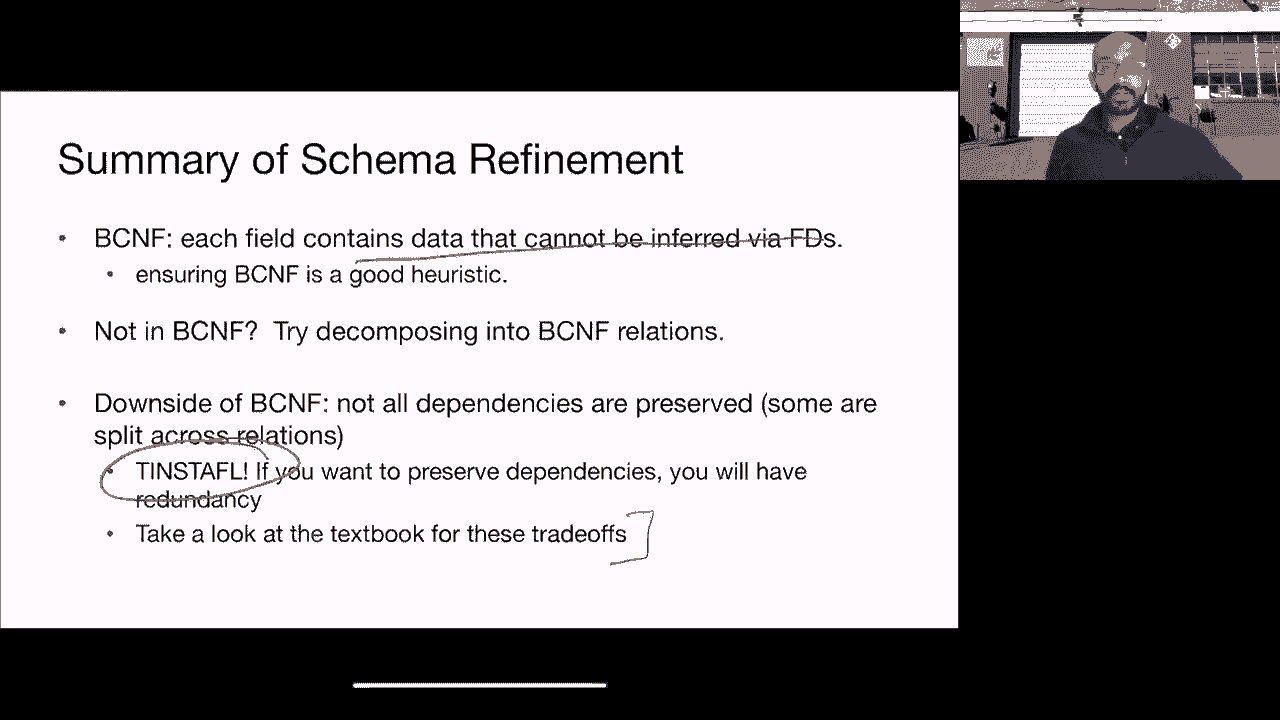 Summary of Schema Refinement
• BCNF: each field contains data that cannot be inferred via FDs.
• ensuring BCNF is a good heuristic.
• Not in BCNF? Try decomposing into BCNF relations.
• Downside of BCNF: not all dependencies are preserved (some are
split across relations)
• TINSTAFL! If you want to preserve dependencies, you will have
redundancy
• Take a look at the textbook for these tradeoffs